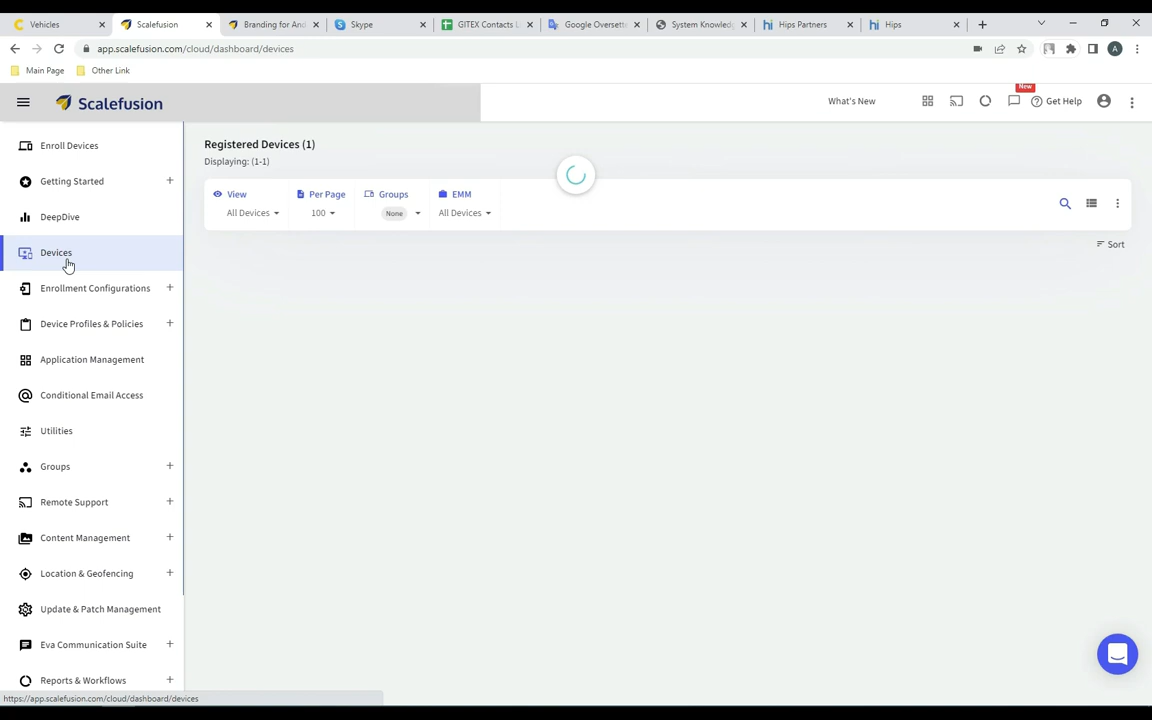 Vehicles
Scalefusion
Branding for And
Skype
GITEX Contacts L
Google Oversette
System Knowledg
Hips Partners
Hips
app.scalefusion.com/cloud/dashboard/devices
A
Main Page
Other Link
Scalefusion
What's New
New
Get Help
Enroll Devices
Getting Started
DeepDive
Devices
Enrollment Configurations
Device Profiles & Policies
Application Management
Conditional Email Access
Utilities
Groups
Remote Support
Content Management
Location & Geofencing
Update & Patch Management
Eva Communication Suite
Reports & Workflows
Registered Devices (1)
Displaying: (1-1)
View
Per Page
Groups
EMM
All Devices
100
None
All Devices
Sort
https://app.scalefusion.com/cloud/dashboard/devices